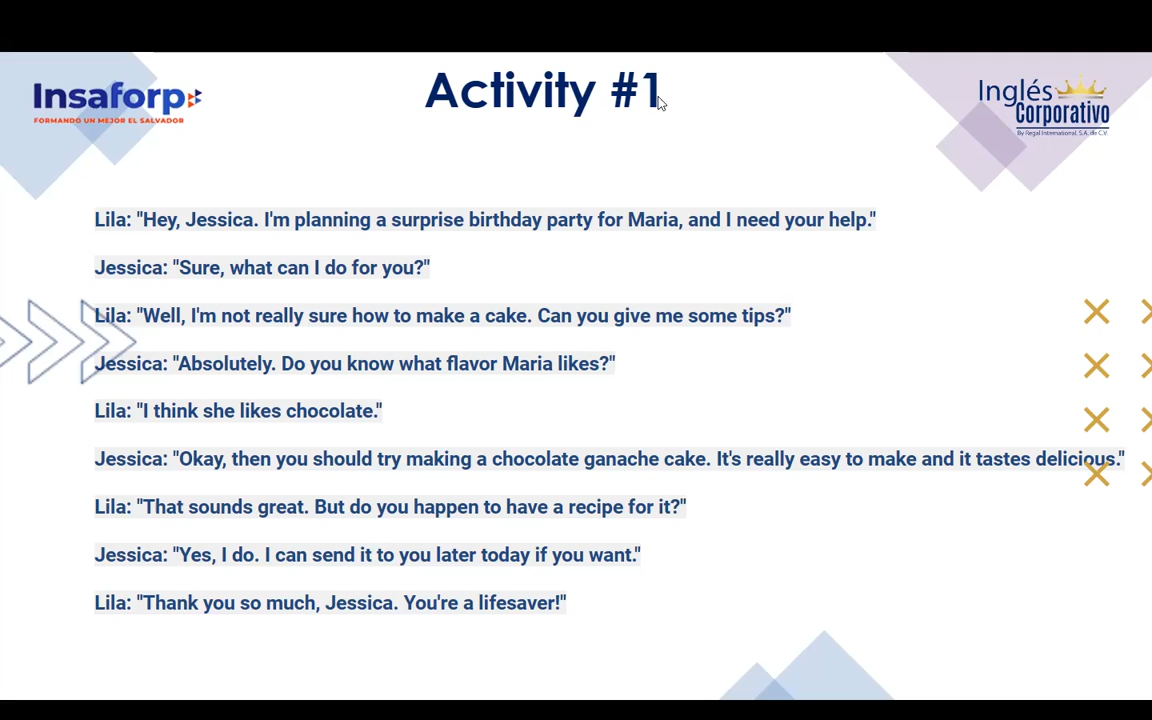 Insaforp
FORMANDO UN MEJOR EL SALVADOR
Activity #1
Inglés
Corporativo
By Regal International, S.A. de C.V.
Lila: "Hey, Jessica. I'm planning a surprise birthday party for Maria, and I need your help."
Jessica: "Sure, what can I do for you?"
Lila: "Well, I'm not really sure how to make a cake. Can you give me some tips?"
Jessica: "Absolutely. Do you know what flavor Maria likes?"
Lila: "I think she likes chocolate."
Jessica: "Okay, then you should try making a chocolate ganache cake. It's really easy to make and it tastes delicious."
Lila: "That sounds great. But do you happen to have a recipe for it?"
Jessica: "Yes, I do. I can send it to you later today if you want."
Lila: "Thank you so much, Jessica. You're a lifesaver!"